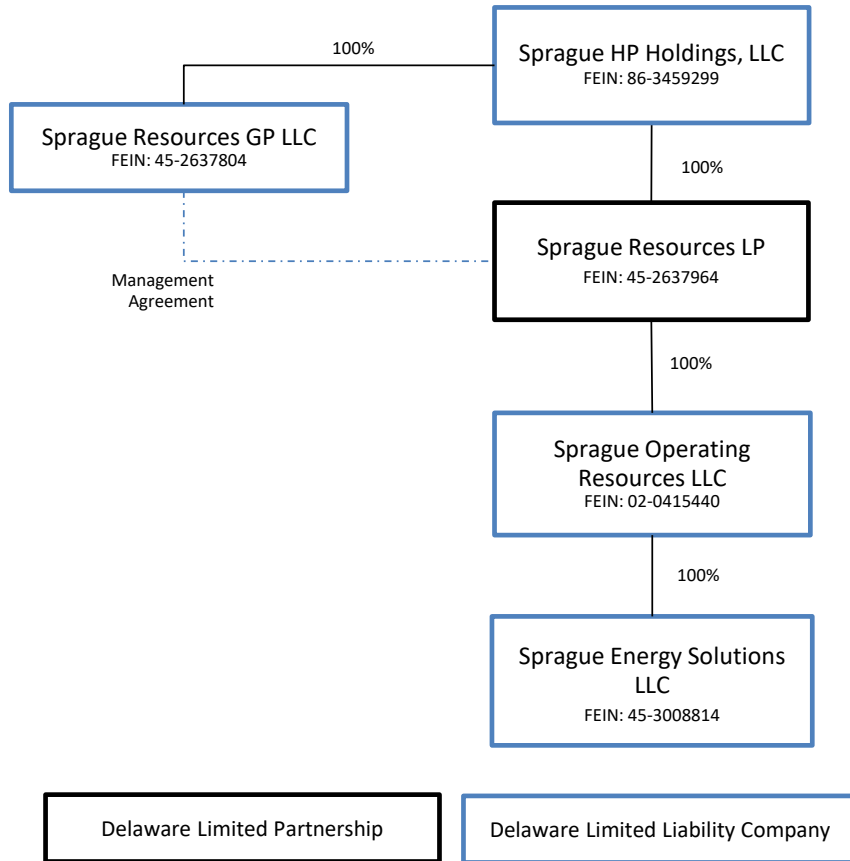 100%
Sprague HP Holdings, LLC
FEIN: 86-3459299
Sprague Resources GP LLC
FEIN: 45-2637804
100%
Sprague Resources LP
FEIN: 45-2637964
Management
Agreement
100%
Sprague Operating
Resources LLC
FEIN: 02-0415440
100%
Sprague Energy Solutions
LLC
FEIN: 45-3008814
Delaware Limited Partnership
Delaware Limited Liability Company